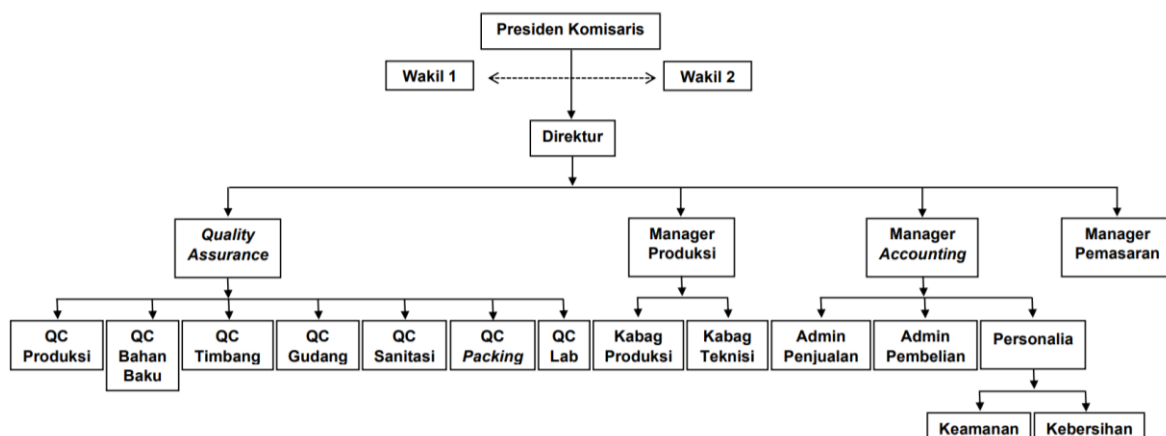 Presiden Komisaris
Wakil 1
Wakil 2
Direktur
Quality
Assurance
Manager
Produksi
Manager
Accounting
Manager
Pemasaran
QC
Produksi
QC
Bahan
Baku
QC
Timbang
QC
Gudang
QC
Sanitasi
QC
Packing
QC
Lab
Kabag
Produksi
Kabag
Teknisi
Admin
Penjualan
Admin
Pembelian
Personalia
Keamanan
Kebersihan